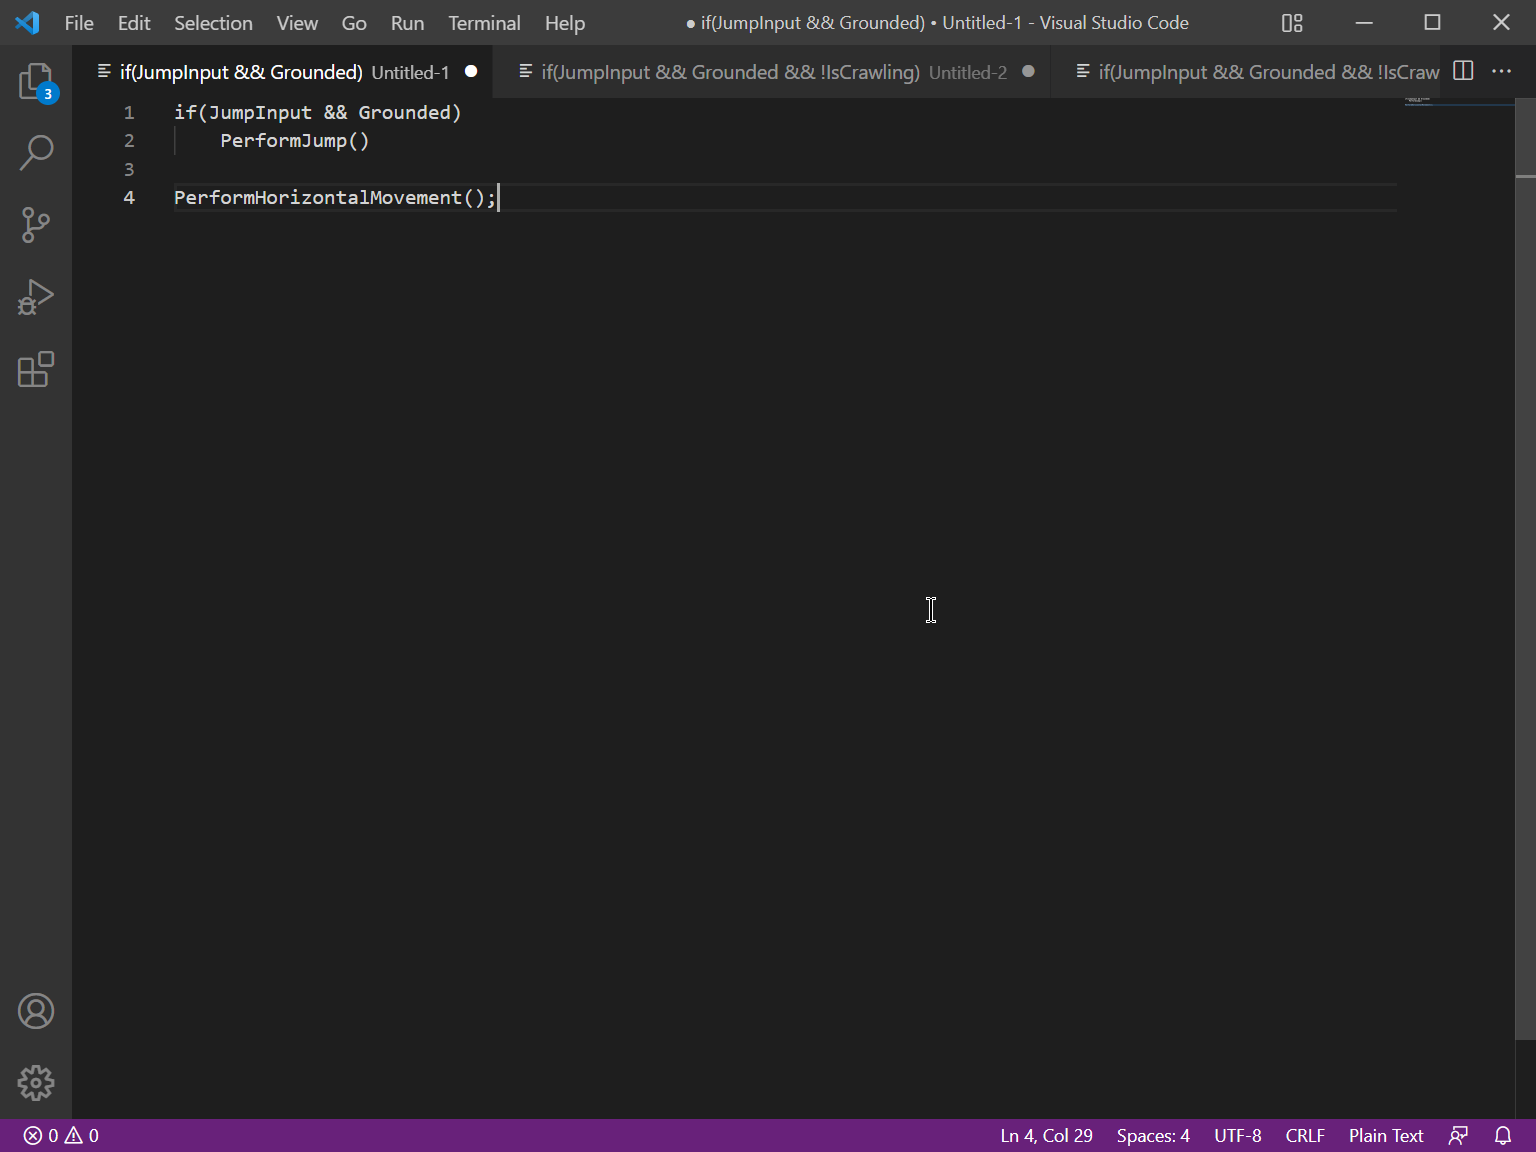 File Edit Selection View Go Run Terminal Help ● if(JumpInput && Grounded) • Untitled-1 - Visual Studio Code
if(JumpInput && Grounded) Untitled-1 if(JumpInput && Grounded && !IsCrawling) Untitled-2 if(JumpInput && Grounded && !IsCraw
3
1 if(JumpInput && Grounded)
2 PerformJump()
3
4 PerformHorizontalMovement();
0 0 Ln 4, Col 29 Spaces: 4 UTF-8 CRLF Plain Text